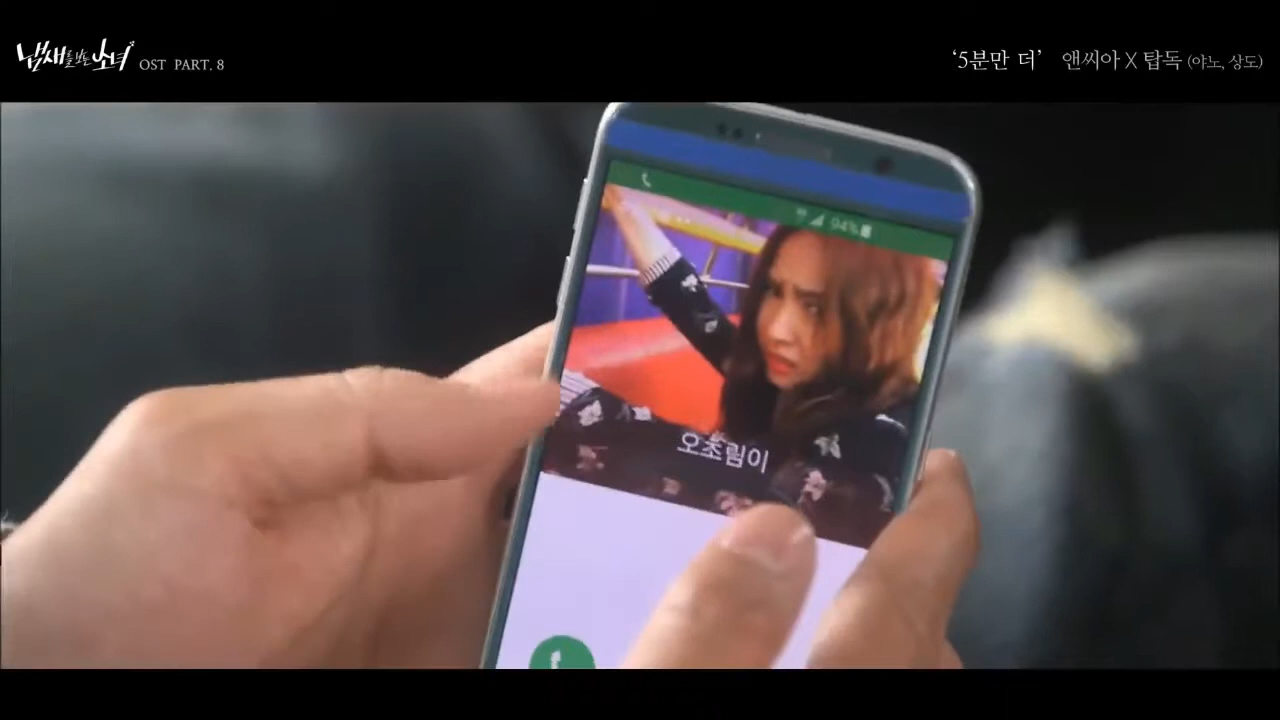 냄새를 보는 소녀 OST PART. 8
'5분만 더' 앤씨아 X 탑독 (야노, 상도)
94%
오초림이